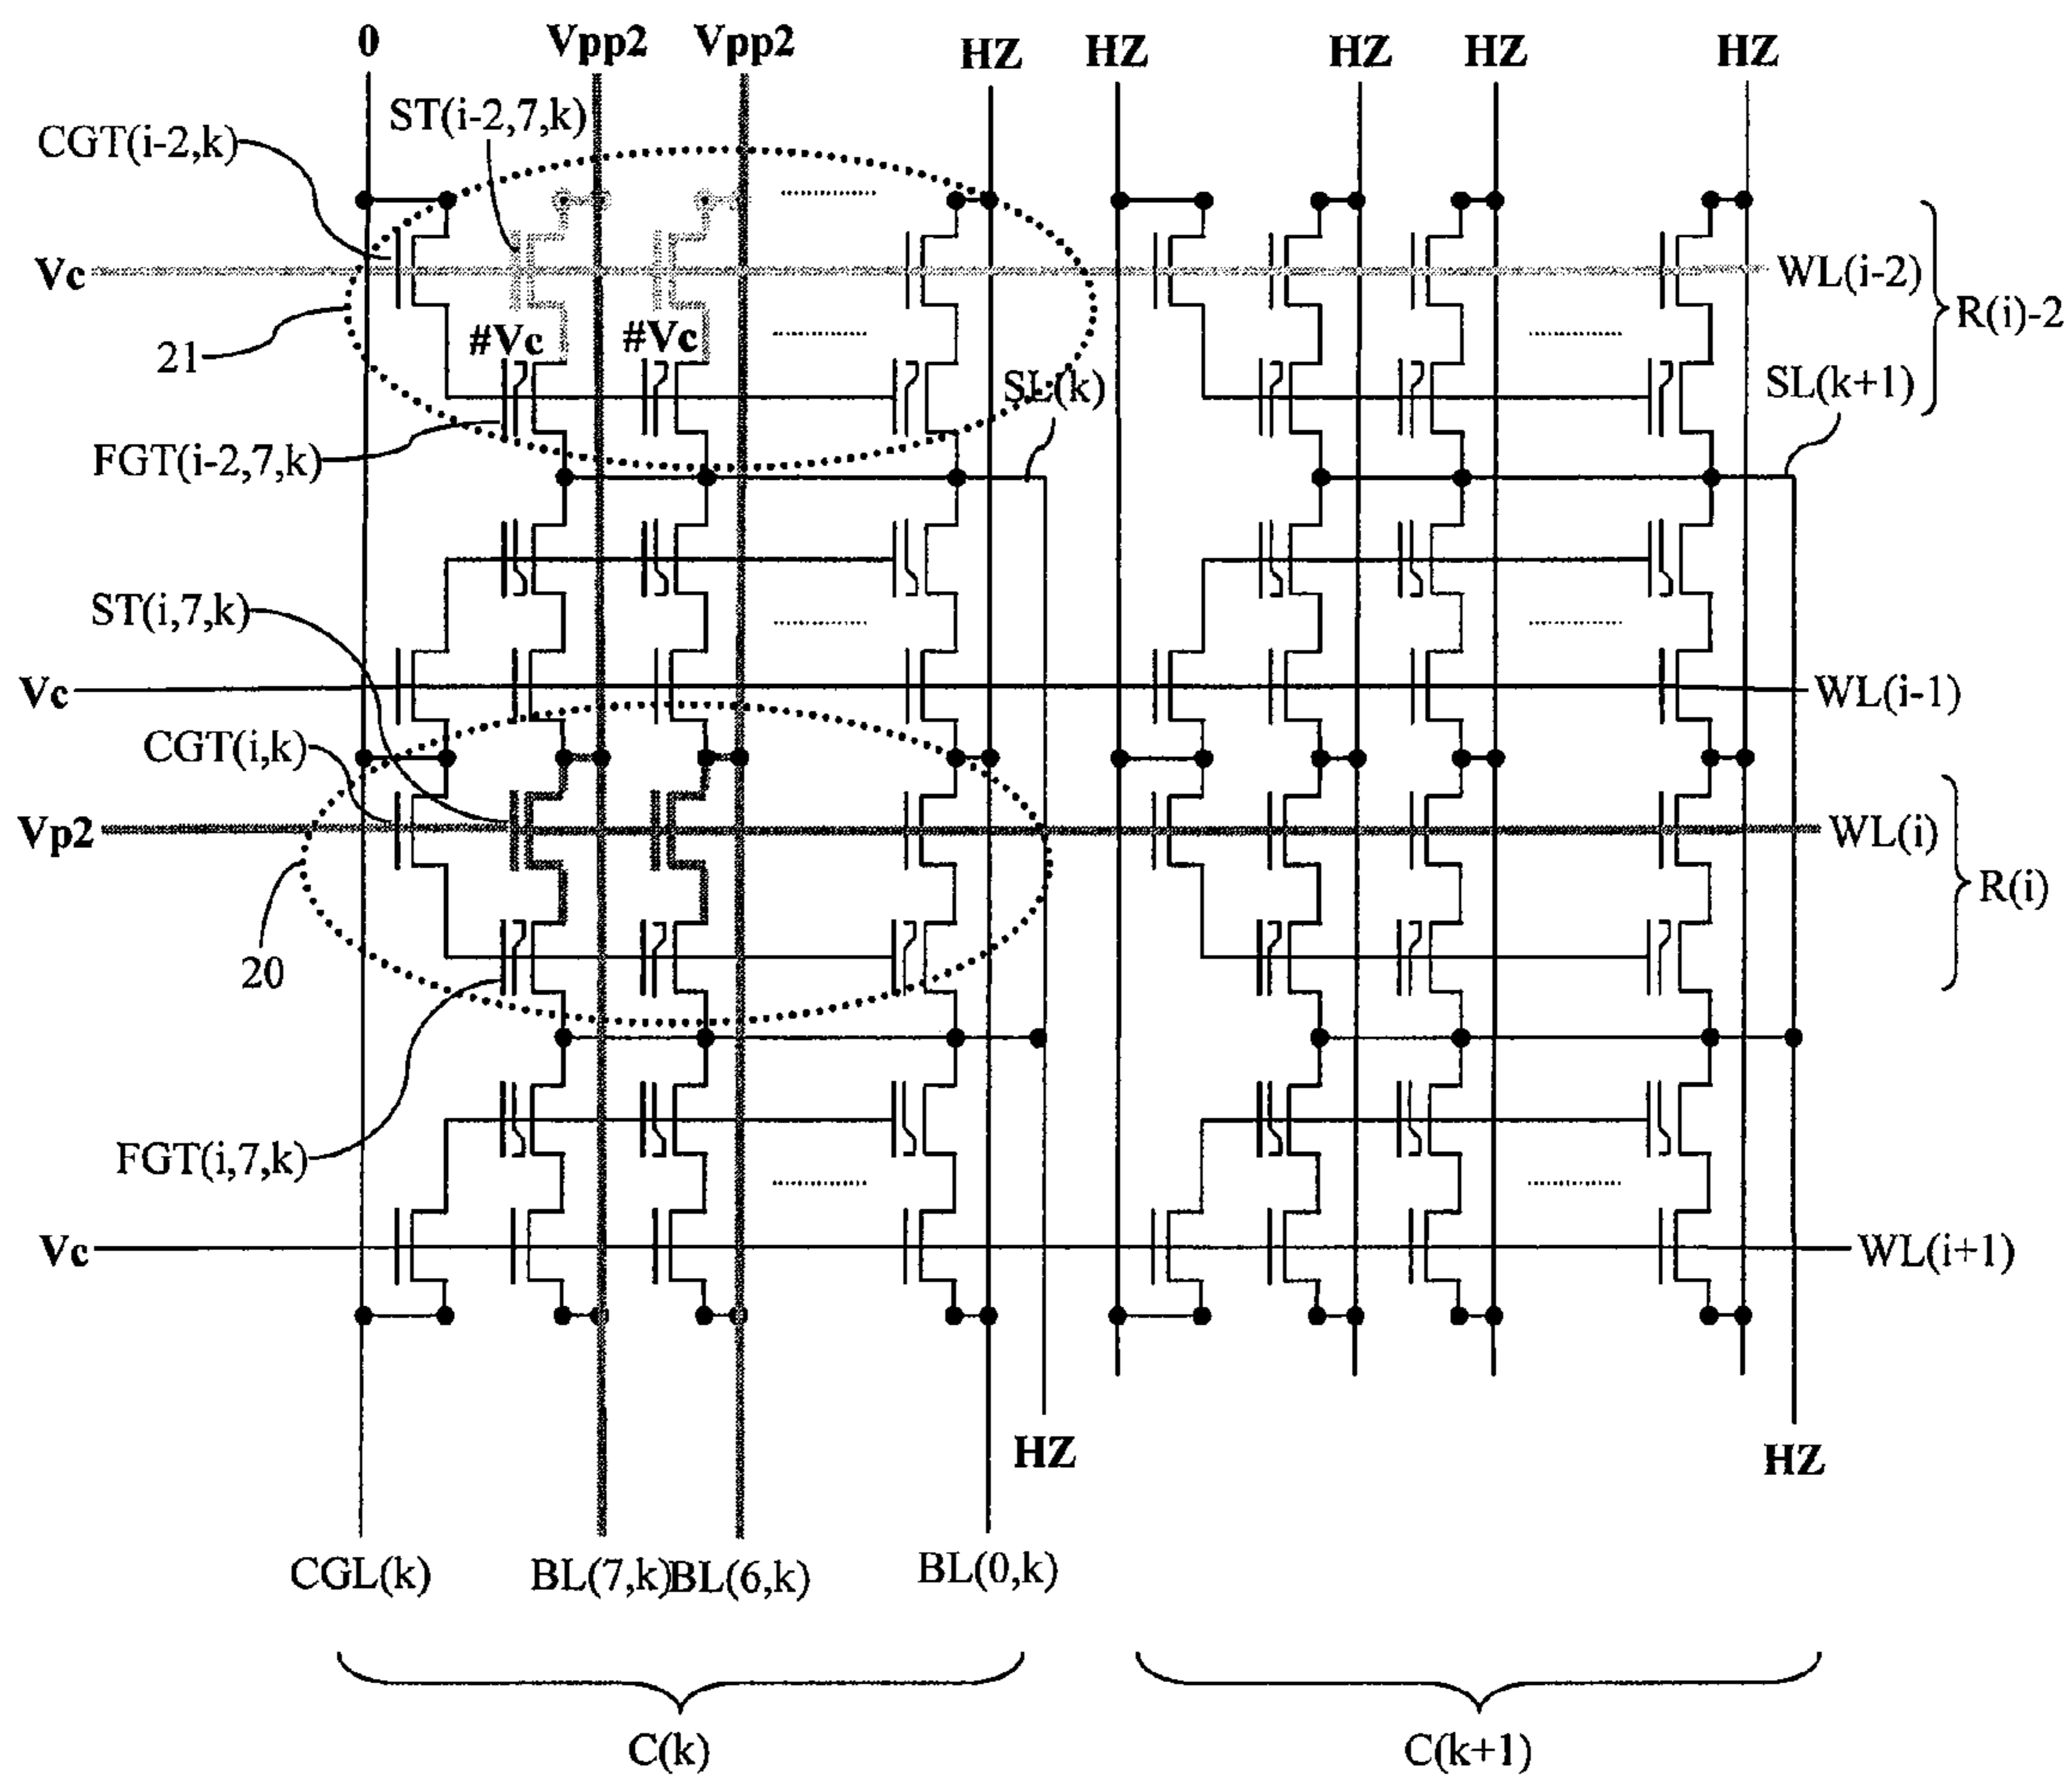 0 Vpp2 Vpp2 HZ HZ HZ HZ HZ
ST(i-2,7,k)
CGT(i-2,k)
Vc WL(i-2)
R(i)-2
21 #Vc #Vc
SL(k) SL(k+1)
FGT(i-2,7,k)
ST(i,7,k)
Vc WL(i-1)
CGT(i,k)
Vp2 WL(i)
R(i)
20
FGT(i,7,k)
Vc WL(i+1)
HZ HZ
CGL(k) BL(7,k) BL(6,k) BL(0,k)
C(k) C(k+1)